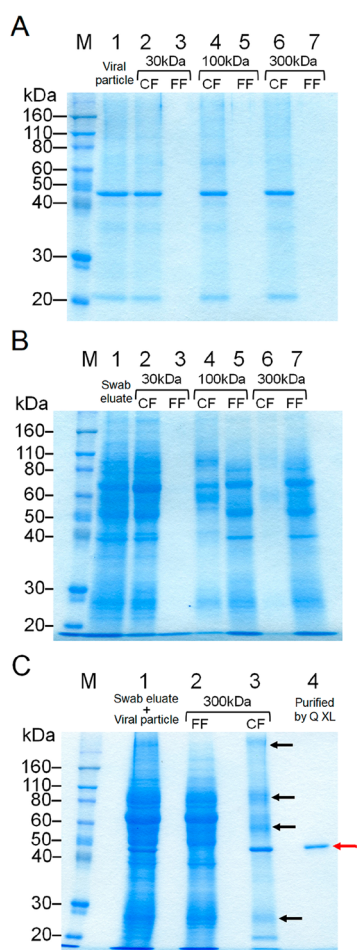 A
M 1 2 3 4 5 6 7
Viral particle 30kDa 100kDa 300kDa
CF FF CF FF CF FF
kDa
160
110
80
60
50
40
30
20
B
M 1 2 3 4 5 6 7
Swab eluate 30kDa 100kDa 300kDa
CF FF CF FF CF FF
kDa
160
110
80
60
50
40
30
20
C
M 1 2 3 4
Swab eluate + Viral particle 300kDa Purified by Q XL
FF CF
kDa
160
110
80
60
50
40
30
20